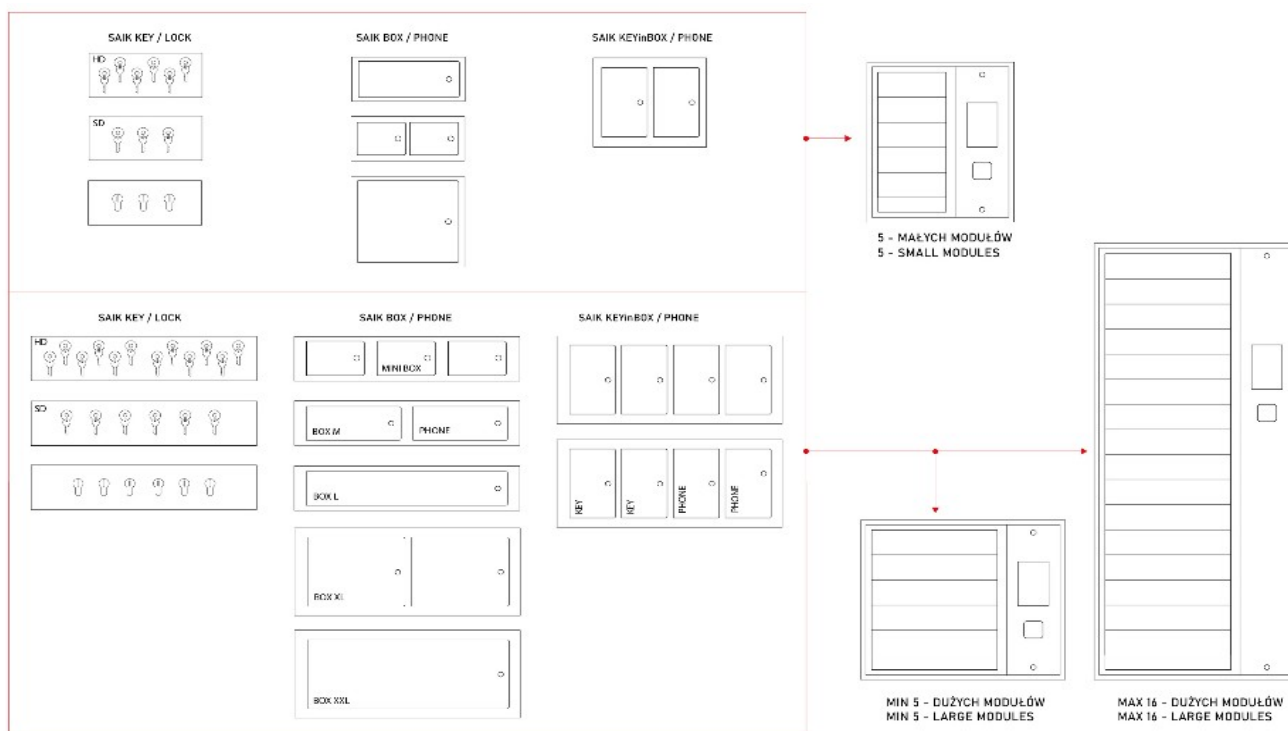 SAIK KEY / LOCK
SAIK BOX / PHONE
SAIK KEYinBOX / PHONE
HD
SD
5 - MAŁYCH MODUŁÓW
5 - SMALL MODULES
SAIK KEY / LOCK
SAIK BOX / PHONE
SAIK KEYinBOX / PHONE
HD
MINI BOX
SD
BOX M
PHONE
BOX L
KEY
KEY
PHONE
PHONE
BOX XL
BOX XXL
MIN 5 - DUŻYCH MODUŁÓW
MIN 5 - LARGE MODULES
MAX 16 - DUŻYCH MODUŁÓW
MAX 16 - LARGE MODULES